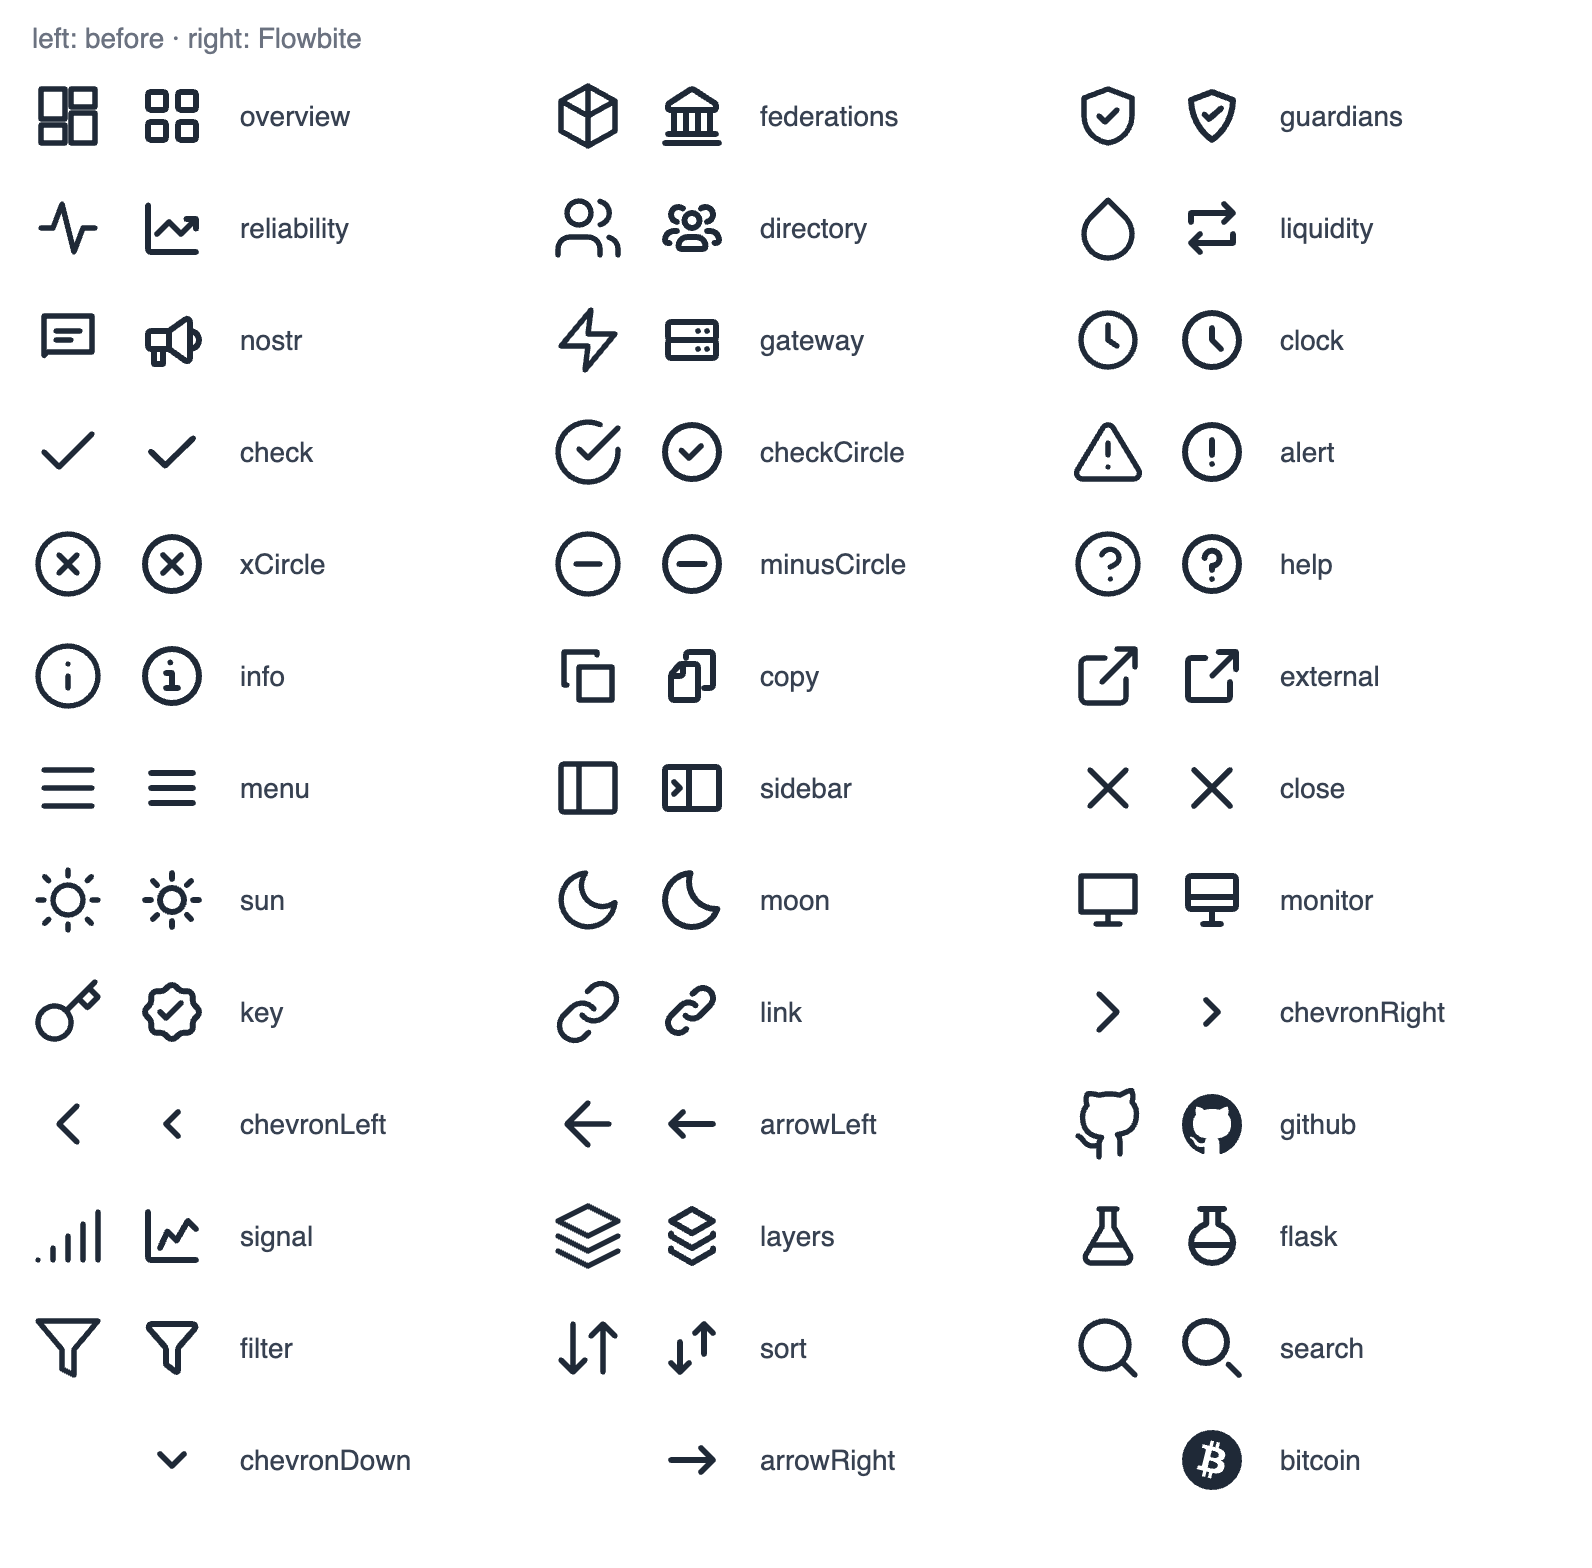 left: before · right: Flowbite
overview
federations
guardians
reliability
directory
liquidity
nostr
gateway
clock
check
checkCircle
alert
xCircle
minusCircle
help
info
copy
external
menu
sidebar
close
sun
moon
monitor
key
link
chevronRight
chevronLeft
arrowLeft
github
signal
layers
flask
filter
sort
search
chevronDown
arrowRight
bitcoin